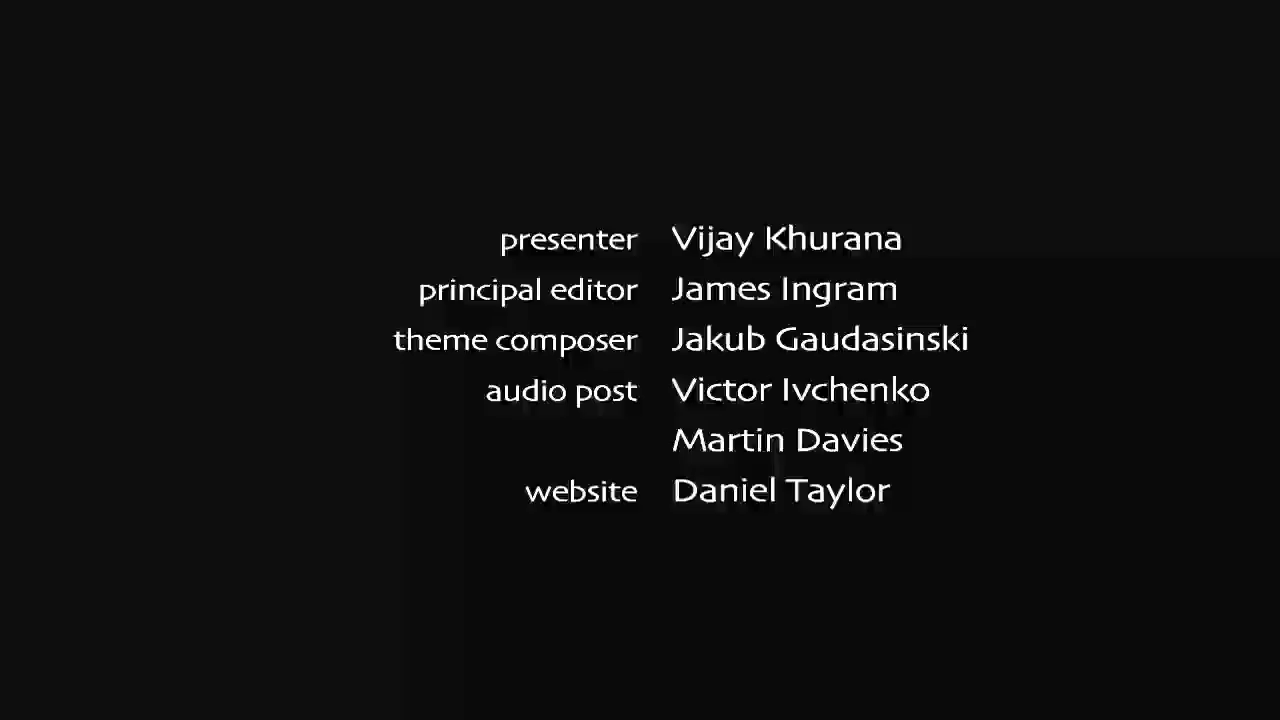 presenter Vijay Khurana
principal editor James Ingram
theme composer Jakub Gaudasinski
audio post Victor Ivchenko
Martin Davies
website Daniel Taylor